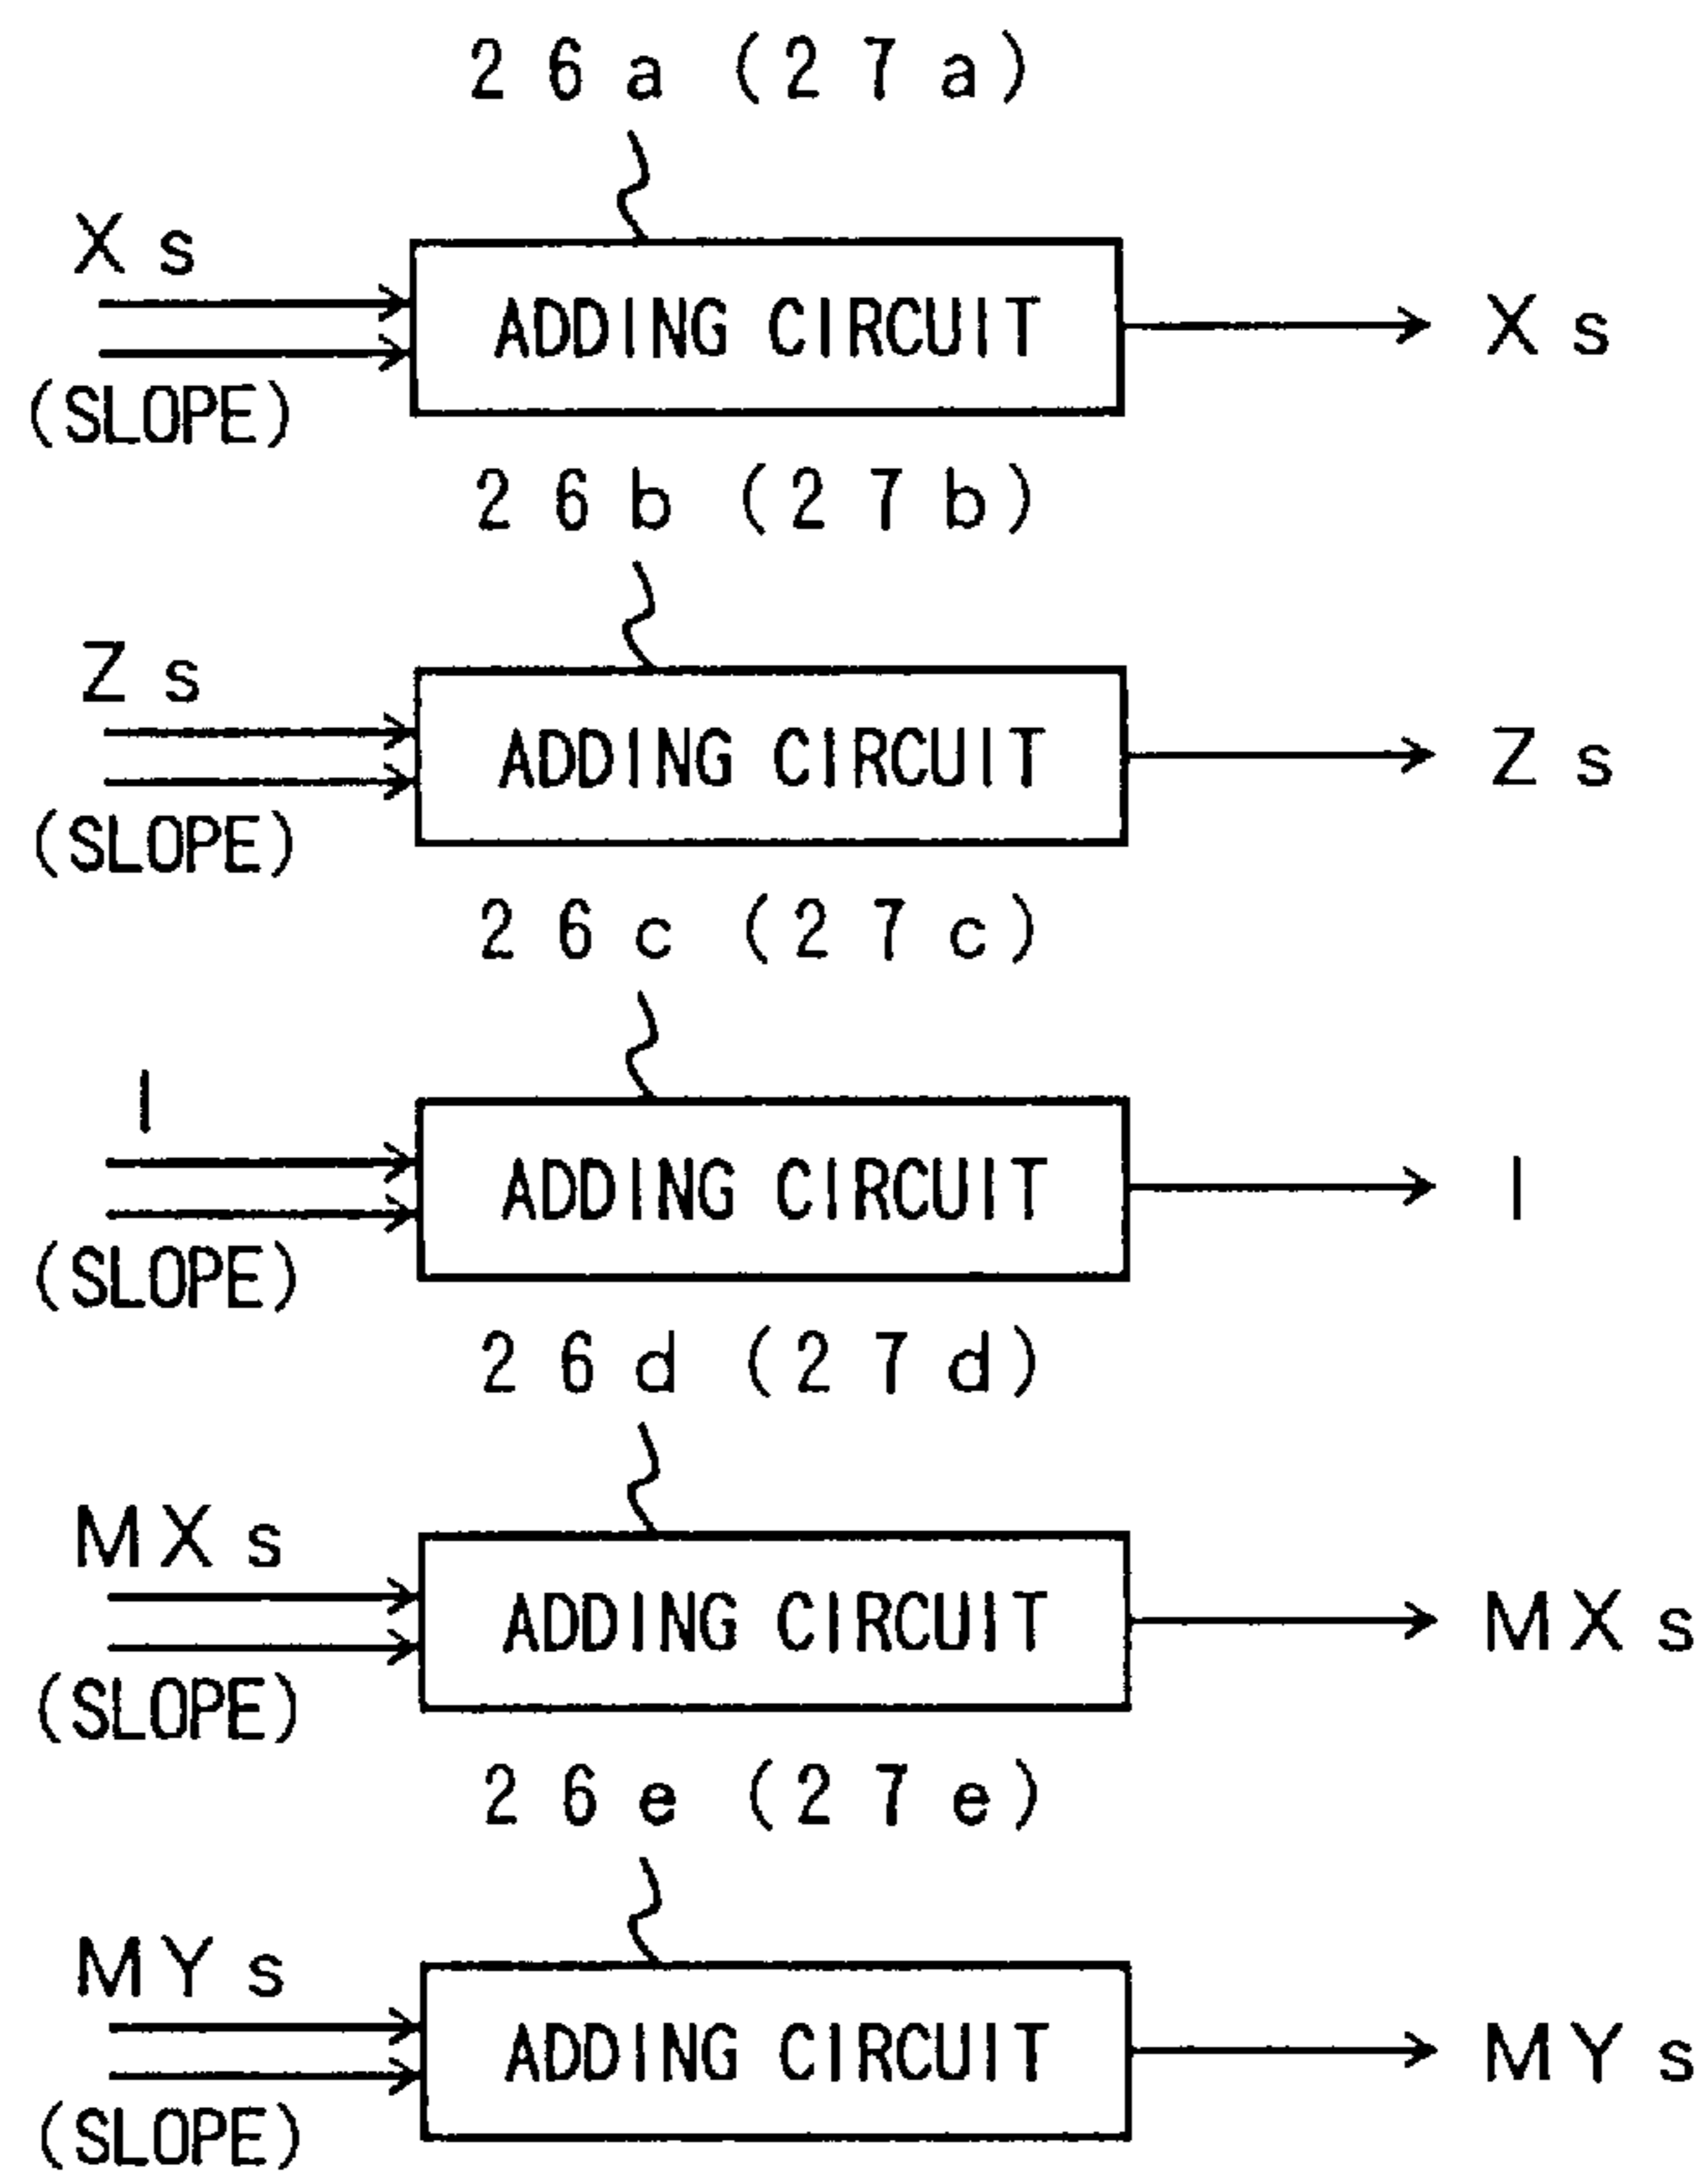 26a (27a)
Xs
ADDING CIRCUIT
Xs
(SLOPE)
26b (27b)
Zs
ADDING CIRCUIT
Zs
(SLOPE)
26c (27c)
I
ADDING CIRCUIT
I
(SLOPE)
26d (27d)
MXs
ADDING CIRCUIT
MXs
(SLOPE)
26e (27e)
MYs
ADDING CIRCUIT
MYs
(SLOPE)